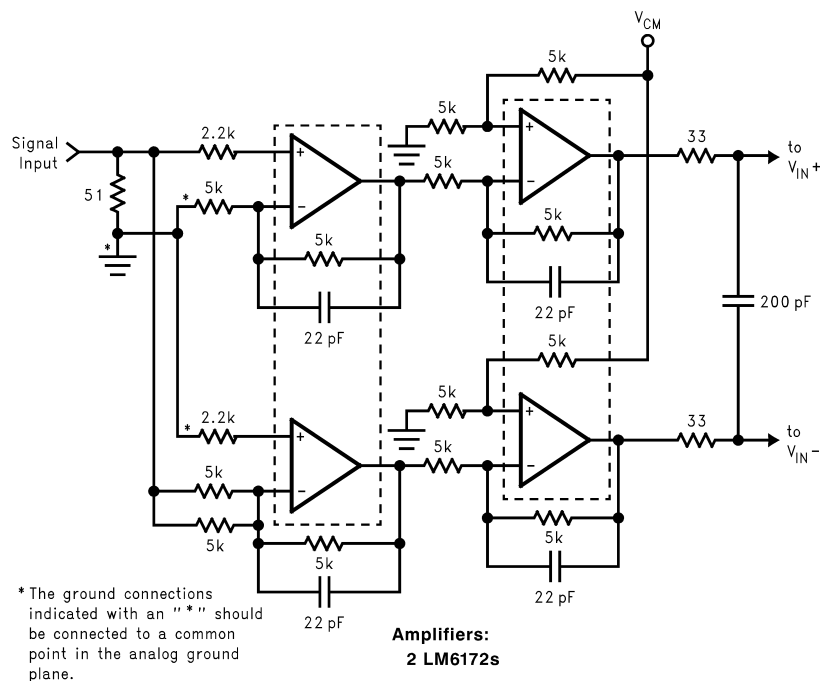 V_CM
5k
5k
Signal
Input
2.2k
+
−
51
* 5k
*
5k
22 pF
5k
+
−
5k
22 pF
33
to
V_IN +
200 pF
5k
5k
* 2.2k
+
−
5k
5k
5k
22 pF
5k
+
−
5k
22 pF
33
to
V_IN −
* The ground connections
indicated with an "*" should
be connected to a common
point in the analog ground
plane.
Amplifiers:
2 LM6172s